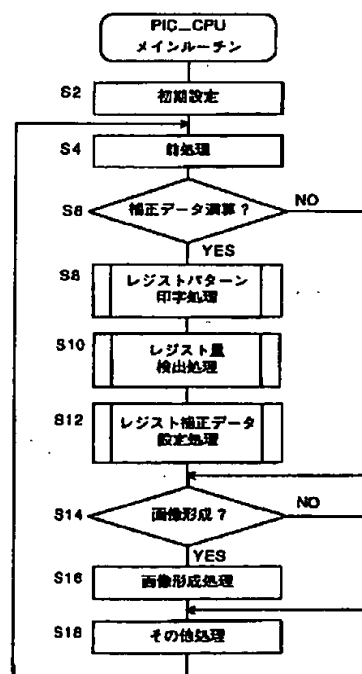 PIC_CPU
メインルーチン
S2
初期設定
S4
前処理
S6
補正データ演算?
NO
YES
S8
レジストパターン
印字処理
S10
レジスト量
検出処理
S12
レジスト補正データ
設定処理
S14
画像形成?
NO
YES
S16
画像形成処理
S18
その他処理